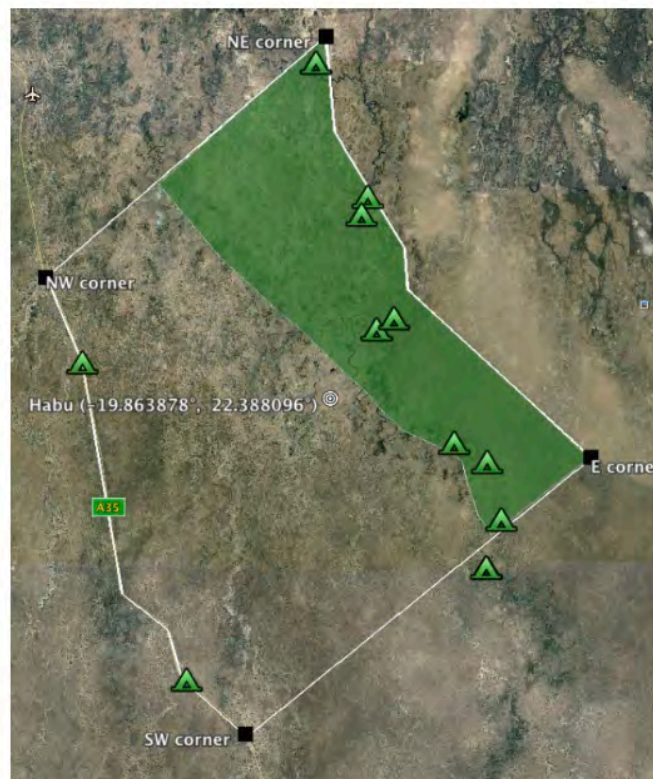 NE corner
NW corner
Habu (-19.863878°, 22.388096°)
E corne
A35
SW corner